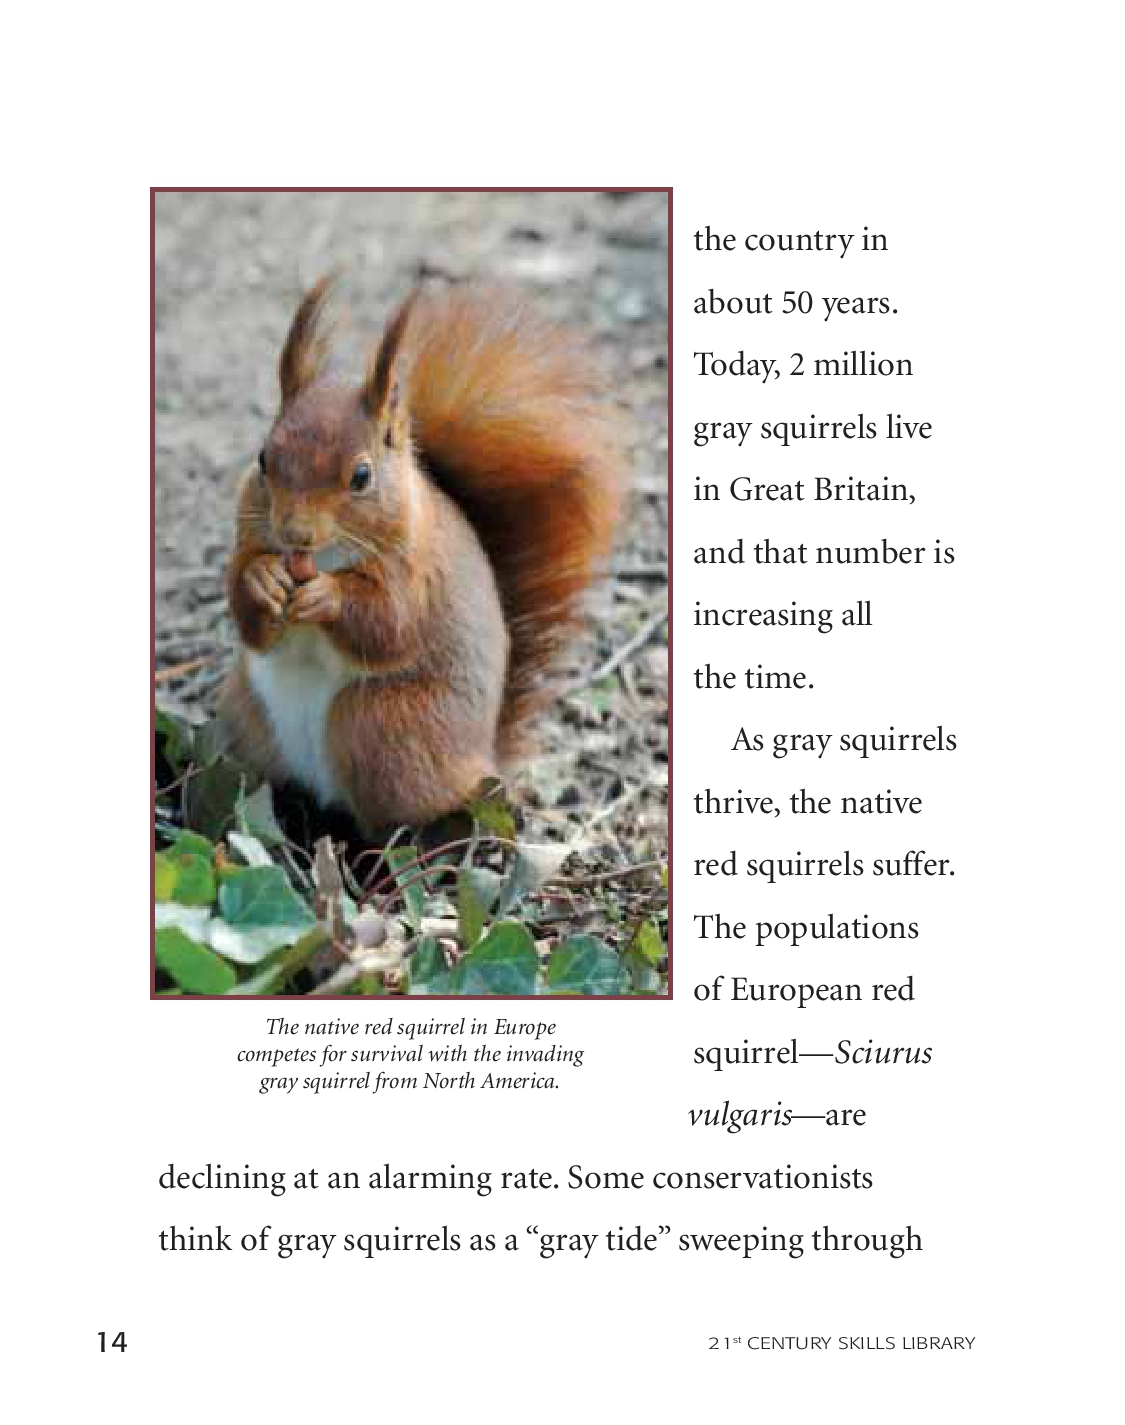 the country in
about 50 years.
Today, 2 million
gray squirrels live
in Great Britain,
and that number is
increasing all
the time.
As gray squirrels
thrive, the native
red squirrels suffer.
The populations
of European red
squirrel—Sciurus
vulgaris—are
declining at an alarming rate. Some conservationists
think of gray squirrels as a “gray tide” sweeping through
The native red squirrel in Europe
competes for survival with the invading
gray squirrel from North America.
14
21st CENTURY SKILLS LIBRARY